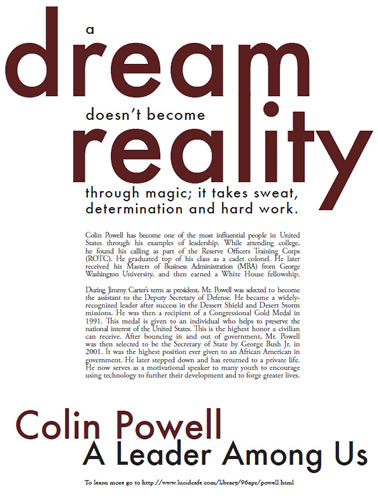 a
dream
doesn't become
reality
through magic; it takes sweat,
determination and hard work.
Colin Powell has become one of the most influential people in United
States through his examples of leadership. While attending college,
he found his calling as part of the Reserve Officers Training Corps
(ROTC). He graduated top of his class as a cadet colonel. He later
received his Masters of Business Administration (MBA) from George
Washington University, and then earned a White House fellowship.
During Jimmy Carter's term as president, Mr. Powell was selected to become
the assistant to the Deputy Secretary of Defense. He became a widely-
recognized leader after success in the Dessert Shield and Desert Storm
missions. He was then a recipient of a Congressional Gold Medal in
1991. This medal is given to an individual who helps to preserve the
national interest of the United States. This is the highest honor a civilian
can receive. After bouncing in and out of government, Mr. Powell
was then selected to be the Secretary of State by George Bush Jr. in
2001. It was the highest position ever given to an African American in
government. He later stepped down and has returned to a private life.
He now serves as a motivational speaker to many youth to encourage
using technology to further their development and to forge greater lives.
Colin Powell
A Leader Among Us
To learn more go to http://www.lucidcafe.com/library/96apr/powell.html